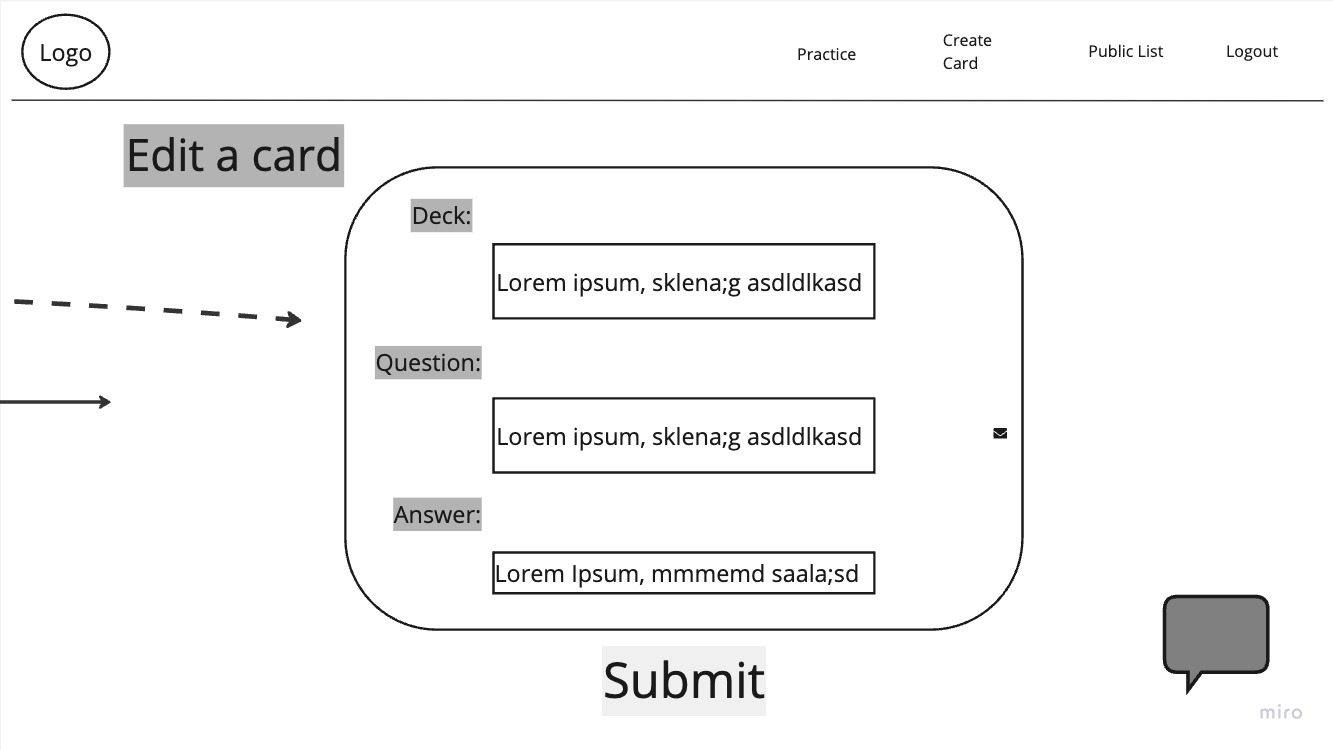 Logo
Practice
Create
Card
Public List
Logout
Edit a card
Deck:
Lorem ipsum, sklena;g asdldlkasd
Question:
Lorem ipsum, sklena;g asdldlkasd
Answer:
Lorem Ipsum, mmmemd saala;sd
Submit
miro